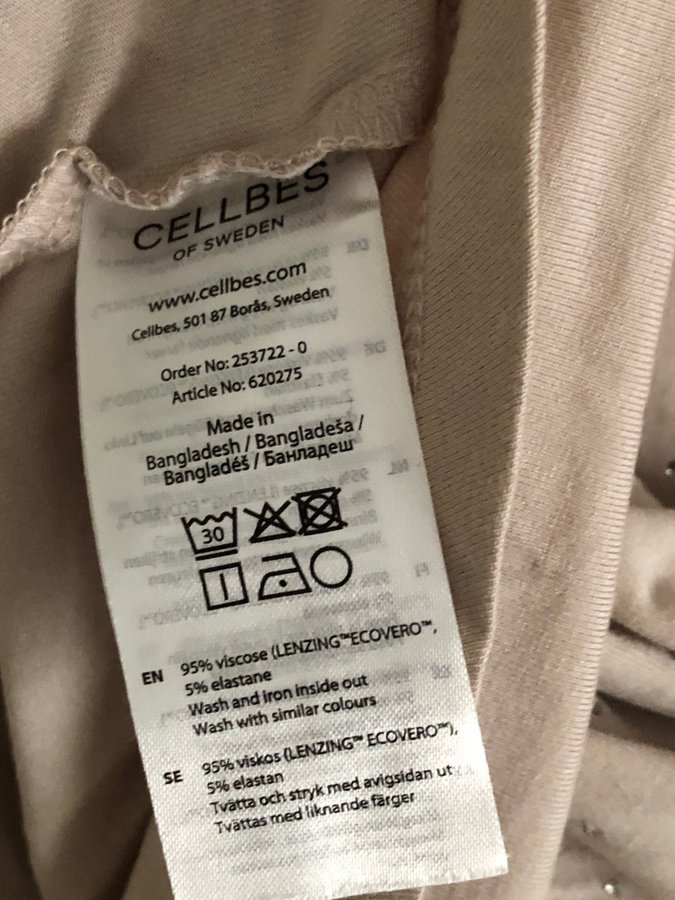 CELLBES
OF SWEDEN
www.cellbes.com
Cellbes, 501 87 Borås, Sweden
Order No: 253722 - 0
Article No: 620275
Made in
Bangladesh / Bangladeša /
Bangladéš / Банладеш
30
EN 95% viscose (LENZING™ECOVERO™,
5% elastane
Wash and iron inside out
Wash with similar colours
SE 95% viskos (LENZING™ ECOVERO™),
5% elastan
Tvätta och stryk med avigsidan ut
Tvättas med liknande färger